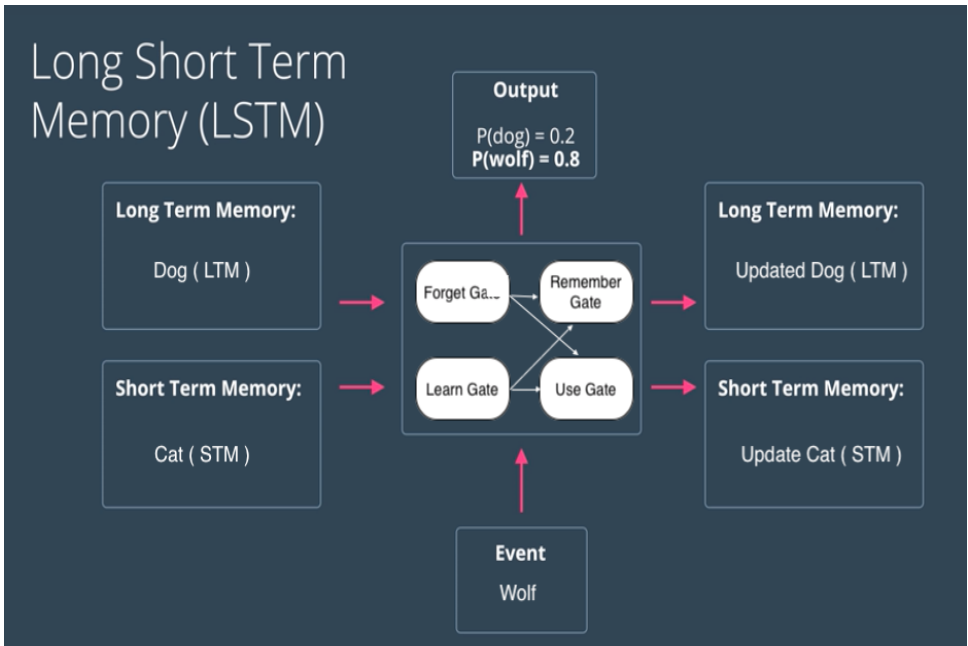 Long Short Term
Memory (LSTM)
Output
P(dog) = 0.2
P(wolf) = 0.8
Long Term Memory:
Dog ( LTM )
Short Term Memory:
Cat ( STM )
Forget Ga...
Remember
Gate
Learn Gate
Use Gate
Long Term Memory:
Updated Dog ( LTM )
Short Term Memory:
Update Cat ( STM )
Event
Wolf